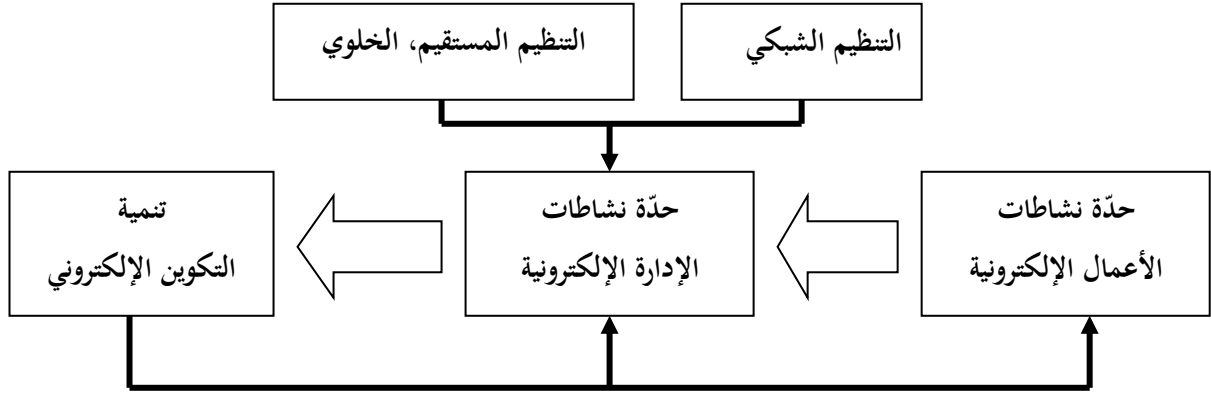 التنظيم الشبكي
التنظيم المستقيم، الخلوي
حدّة نشاطات
الأعمال الإلكترونية
حدّة نشاطات
الإدارة الإلكترونية
تنمية
التكوين الإلكتروني